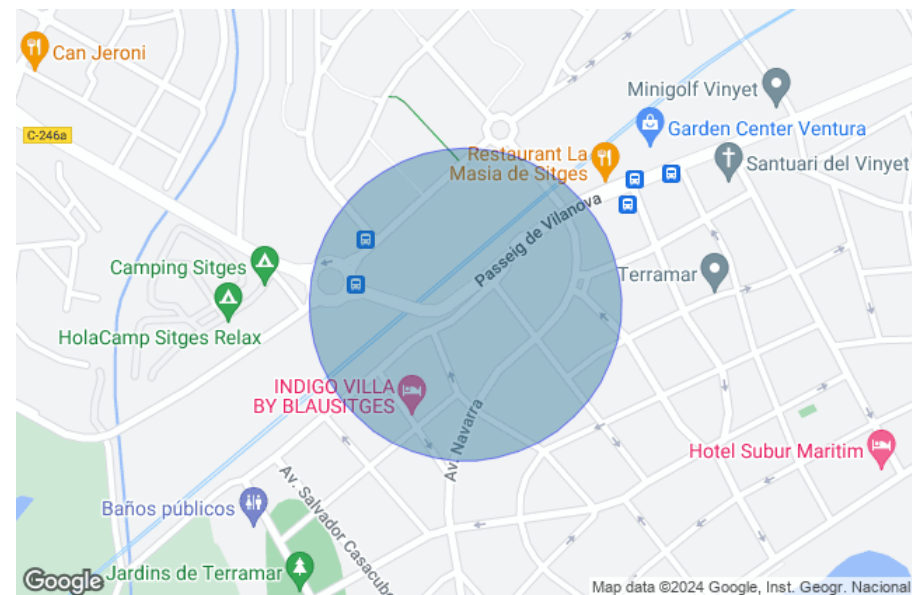 Can Jeroni
Minigolf Vinyet
Garden Center Ventura
C-246a
Restaurant La
Masia de Sitges
Santuari del Vinyet
Passeig de Vilanova
Camping Sitges
Terramar
HolaCamp Sitges Relax
INDIGO VILLA
BY BLAUSITGES
Av. Navarra
Hotel Subur Maritim
Av. Salvador Casacube
Baños públicos
Jardins de Terramar
Google
Map data ©2024 Google, Inst. Geogr. Nacional